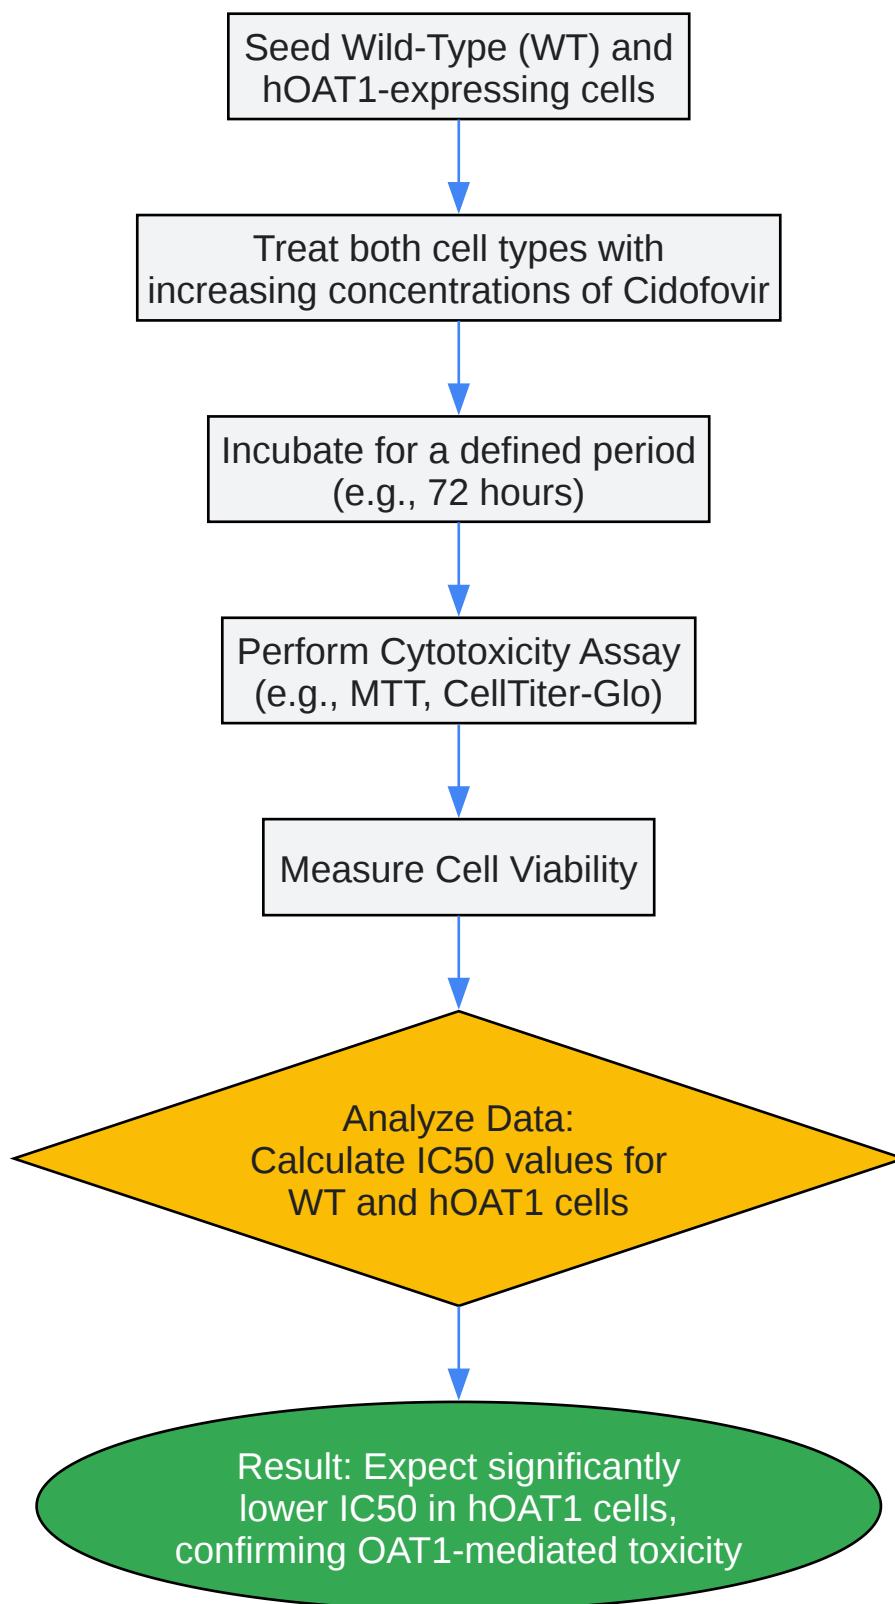 Seed Wild-Type (WT) and
hOAT1-expressing cells
Treat both cell types with
increasing concentrations of Cidofovir
Incubate for a defined period
(e.g., 72 hours)
Perform Cytotoxicity Assay
(e.g., MTT, CellTiter-Glo)
Measure Cell Viability
Analyze Data:
Calculate IC50 values for
WT and hOAT1 cells
Result: Expect significantly
lower IC50 in hOAT1 cells,
confirming OAT1-mediated toxicity